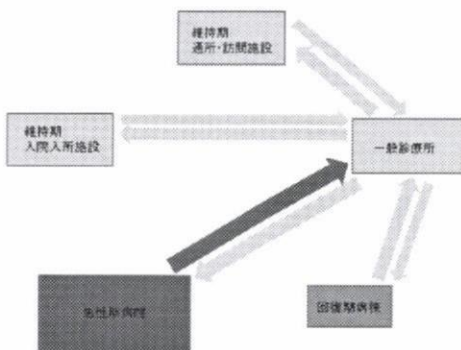 維持期
通所・訪問施設
維持期
入院入所施設
一般診療所
急性期病院
回復期病棟